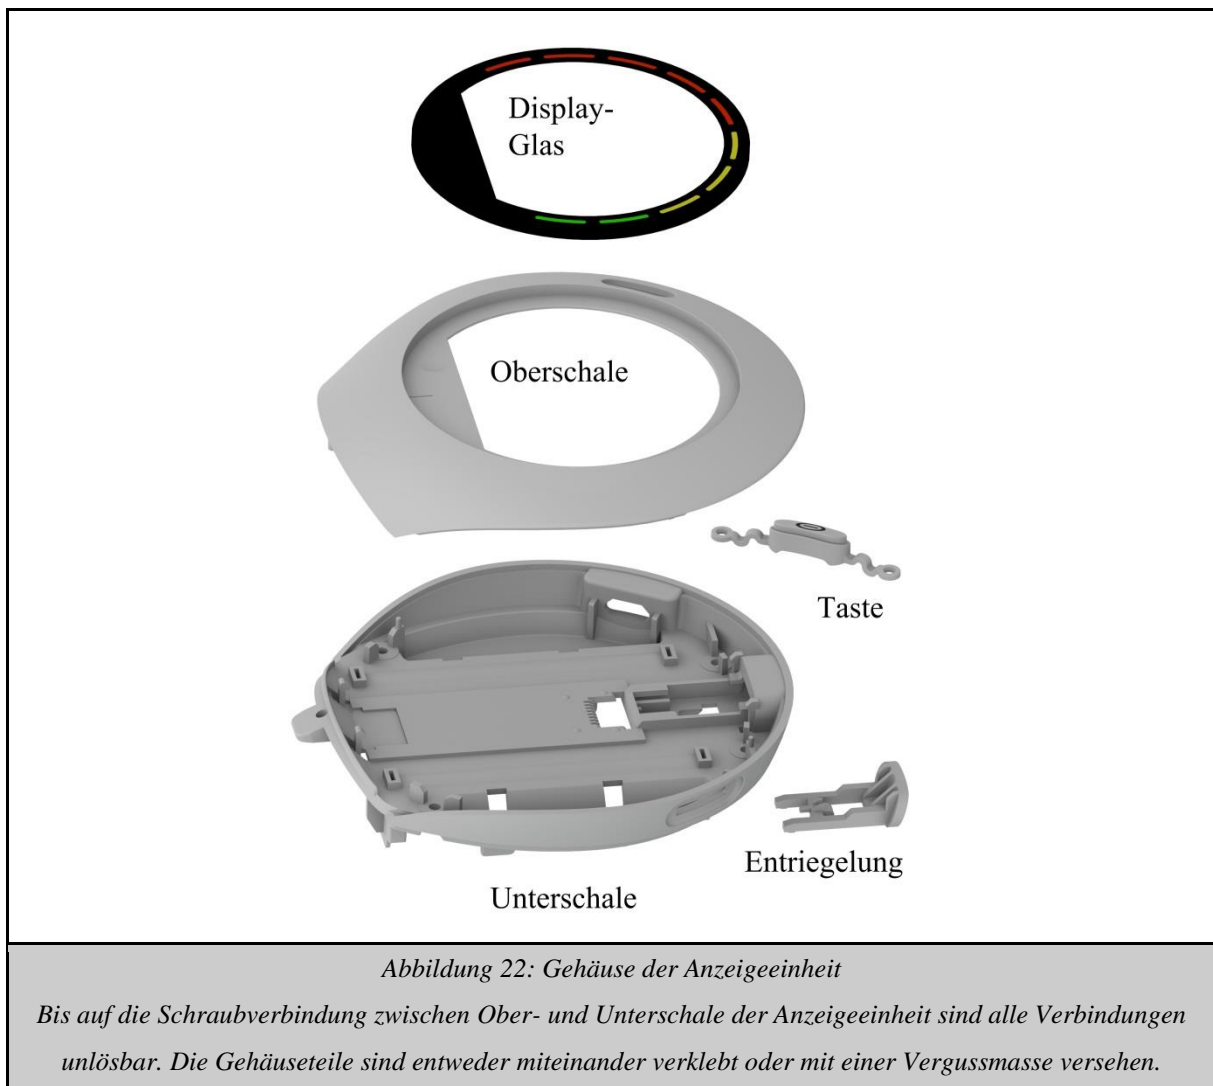 Display-
Glas
Oberschale
Taste
Entriegelung
Unterschale
Abbildung 22: Gehäuse der Anzeigeeinheit
Bis auf die Schraubverbindung zwischen Ober- und Unterschale der Anzeigeeinheit sind alle Verbindungen
unlösbar. Die Gehäuseteile sind entweder miteinander verklebt oder mit einer Vergussmasse versehen.